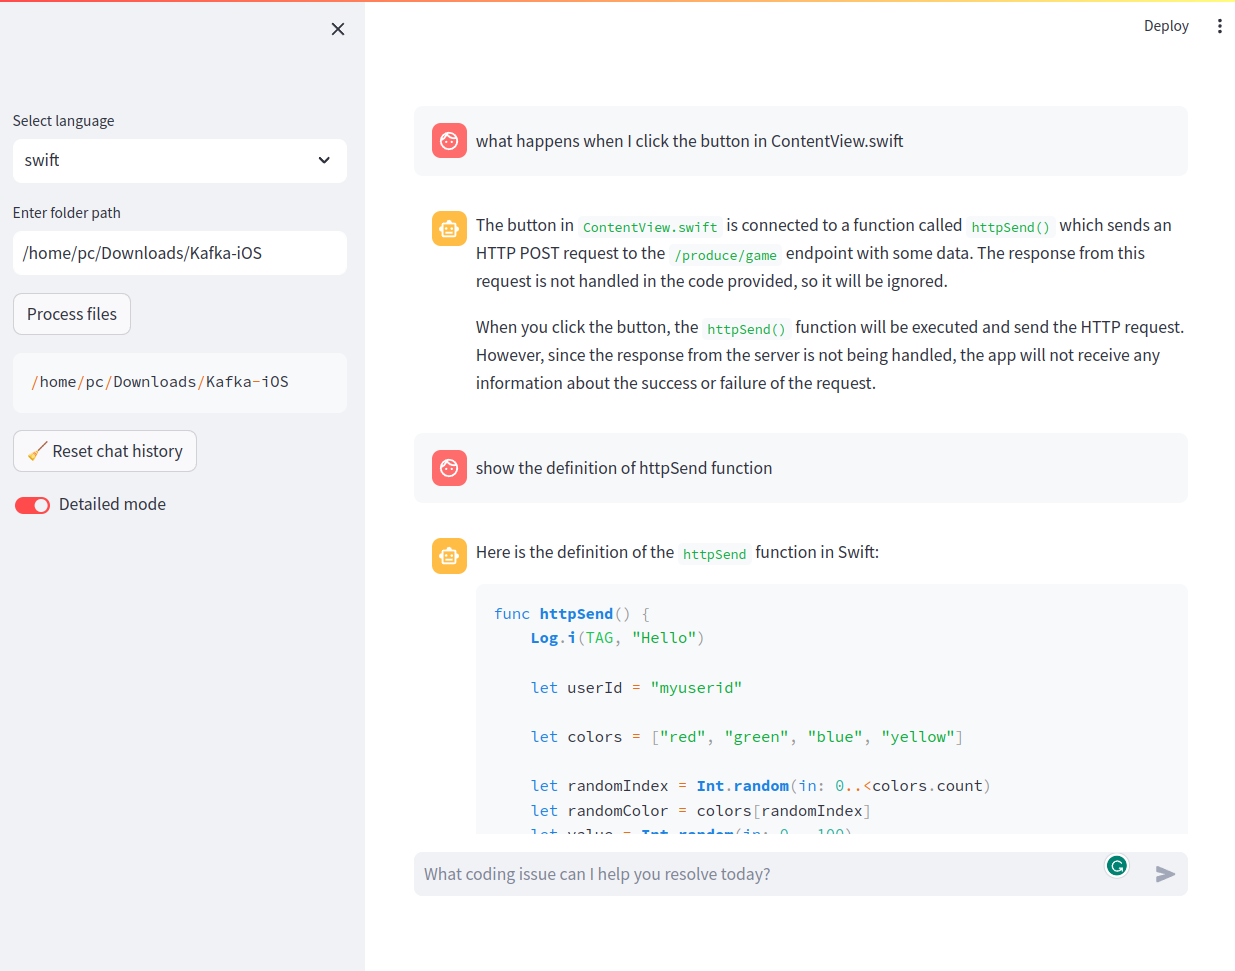 Deploy
Select language
swift
Enter folder path
/home/pc/Downloads/Kafka-iOS
Process files
/home/pc/Downloads/Kafka-iOS
Reset chat history
Detailed mode
what happens when I click the button in ContentView.swift
The button in ContentView.swift is connected to a function called httpSend() which sends an
HTTP POST request to the /produce/game endpoint with some data. The response from this
request is not handled in the code provided, so it will be ignored.
When you click the button, the httpSend() function will be executed and send the HTTP request.
However, since the response from the server is not being handled, the app will not receive any
information about the success or failure of the request.
show the definition of httpSend function
Here is the definition of the httpSend function in Swift:
func httpSend() {
Log.i(TAG, "Hello")
let userId = "myuserid"
let colors = ["red", "green", "blue", "yellow"]
let randomIndex = Int.random(in: 0..<colors.count)
let randomColor = colors[randomIndex]
let value = Int.random(in: 0...100)
What coding issue can I help you resolve today?